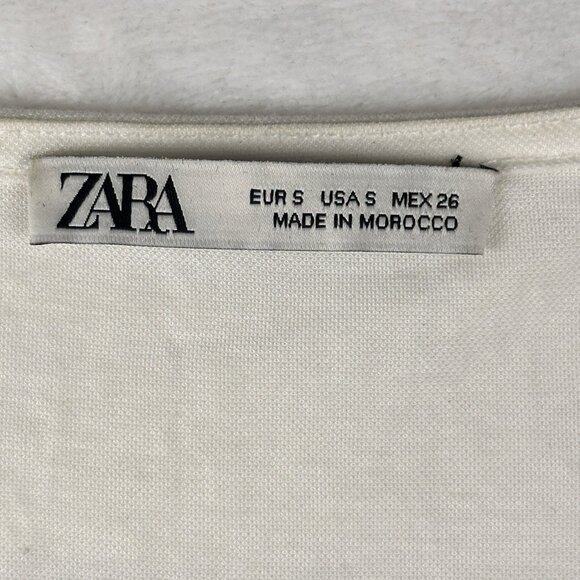 ZARA
EUR S USA S MEX 26
MADE IN MOROCCO